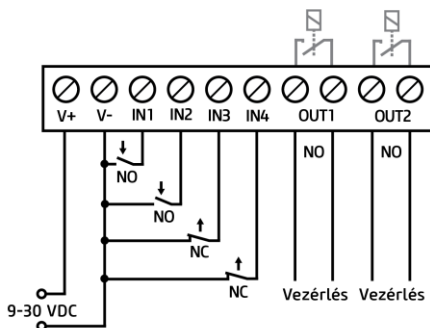 V+ V- IN1 IN2 IN3 IN4 OUT1 OUT2
NO NO NO
NO
NC
NC
9-30 VDC
Vezérlés Vezérlés